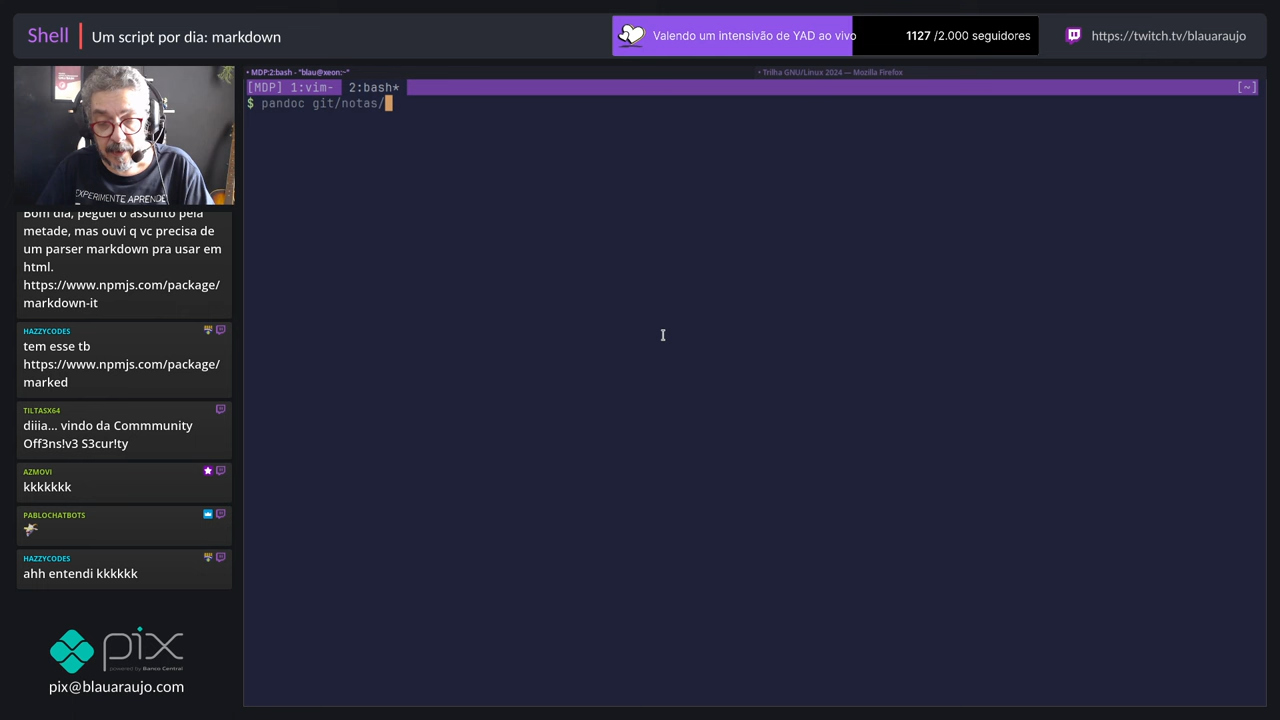 Shell
Um script por dia: markdown
Valendo um intensivão de YAD ao vivo
1127 /2.000 seguidores
https://twitch.tv/blauaraujo
• MDP:2:bash - "blau@xeon:~"
• Trilha GNU/Linux 2024 — Mozilla Firefox
[MDP] 1:vim- 2:bash*
[~]
$ pandoc git/notas/
EXPERIMENTE APRENDE
Bom dia, peguei o assunto pela
metade, mas ouvi q vc precisa de
um parser markdown pra usar em
html.
https://www.npmjs.com/package/
markdown-it
HAZZYCODES
tem esse tb
https://www.npmjs.com/package/
marked
TILTASX64
diiia... vindo da Commmunity
Off3ns!v3 S3cur!ty
AZMOVI
kkkkkkk
PABLOCHATBOTS
HAZZYCODES
ahh entendi kkkkkk
pix
powered by Banco Central
pix@blauaraujo.com